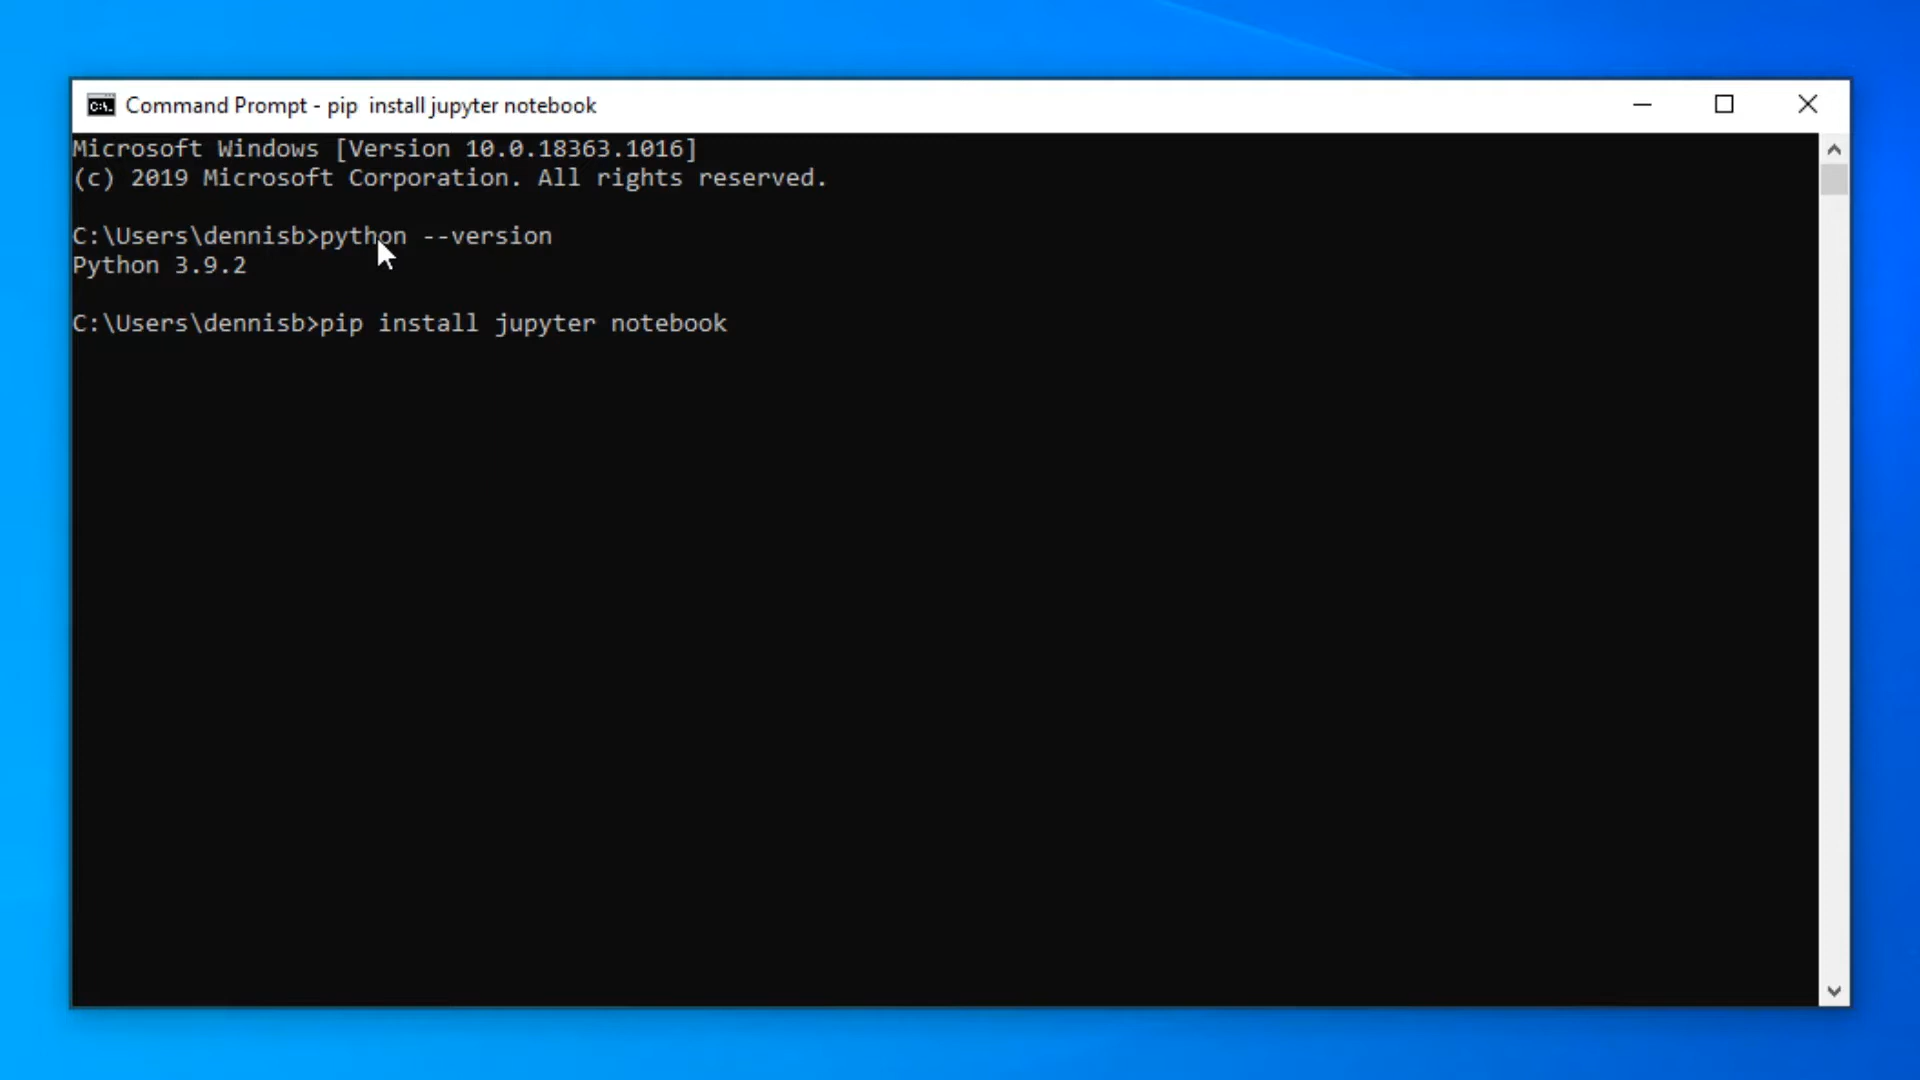 Command Prompt - pip  install jupyter notebook
Microsoft Windows [Version 10.0.18363.1016]
(c) 2019 Microsoft Corporation. All rights reserved.
C:\Users\dennisb>python --version
Python 3.9.2
C:\Users\dennisb>pip install jupyter notebook